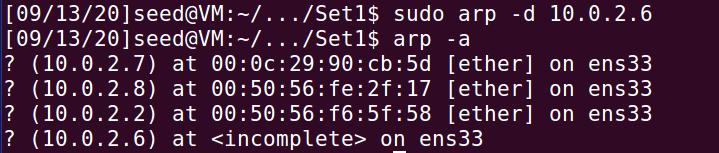 [09/13/20]seed@VM:~/.../Set1$ sudo arp -d 10.0.2.6
[09/13/20]seed@VM:~/.../Set1$ arp -a
? (10.0.2.7) at 00:0c:29:90:cb:5d [ether] on ens33
? (10.0.2.8) at 00:50:56:fe:2f:17 [ether] on ens33
? (10.0.2.2) at 00:50:56:f6:5f:58 [ether] on ens33
? (10.0.2.6) at <incomplete> on ens33